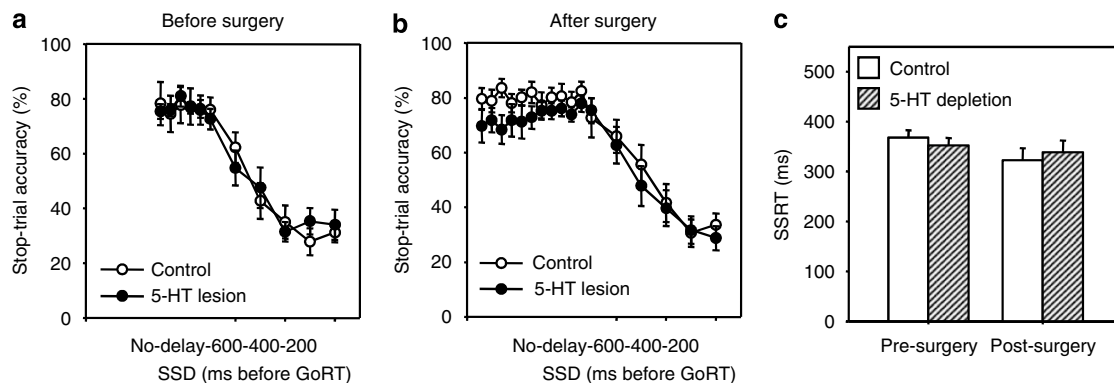 a
Before surgery
100
80
60
40
20
0
Stop-trial accuracy (%)
Control
5-HT lesion
No-delay-600-400-200
SSD (ms before GoRT)
b
After surgery
100
80
60
40
20
0
Stop-trial accuracy (%)
Control
5-HT lesion
No-delay-600-400-200
SSD (ms before GoRT)
c
500
400
300
200
100
0
SSRT (ms)
Control
5-HT depletion
Pre-surgery Post-surgery